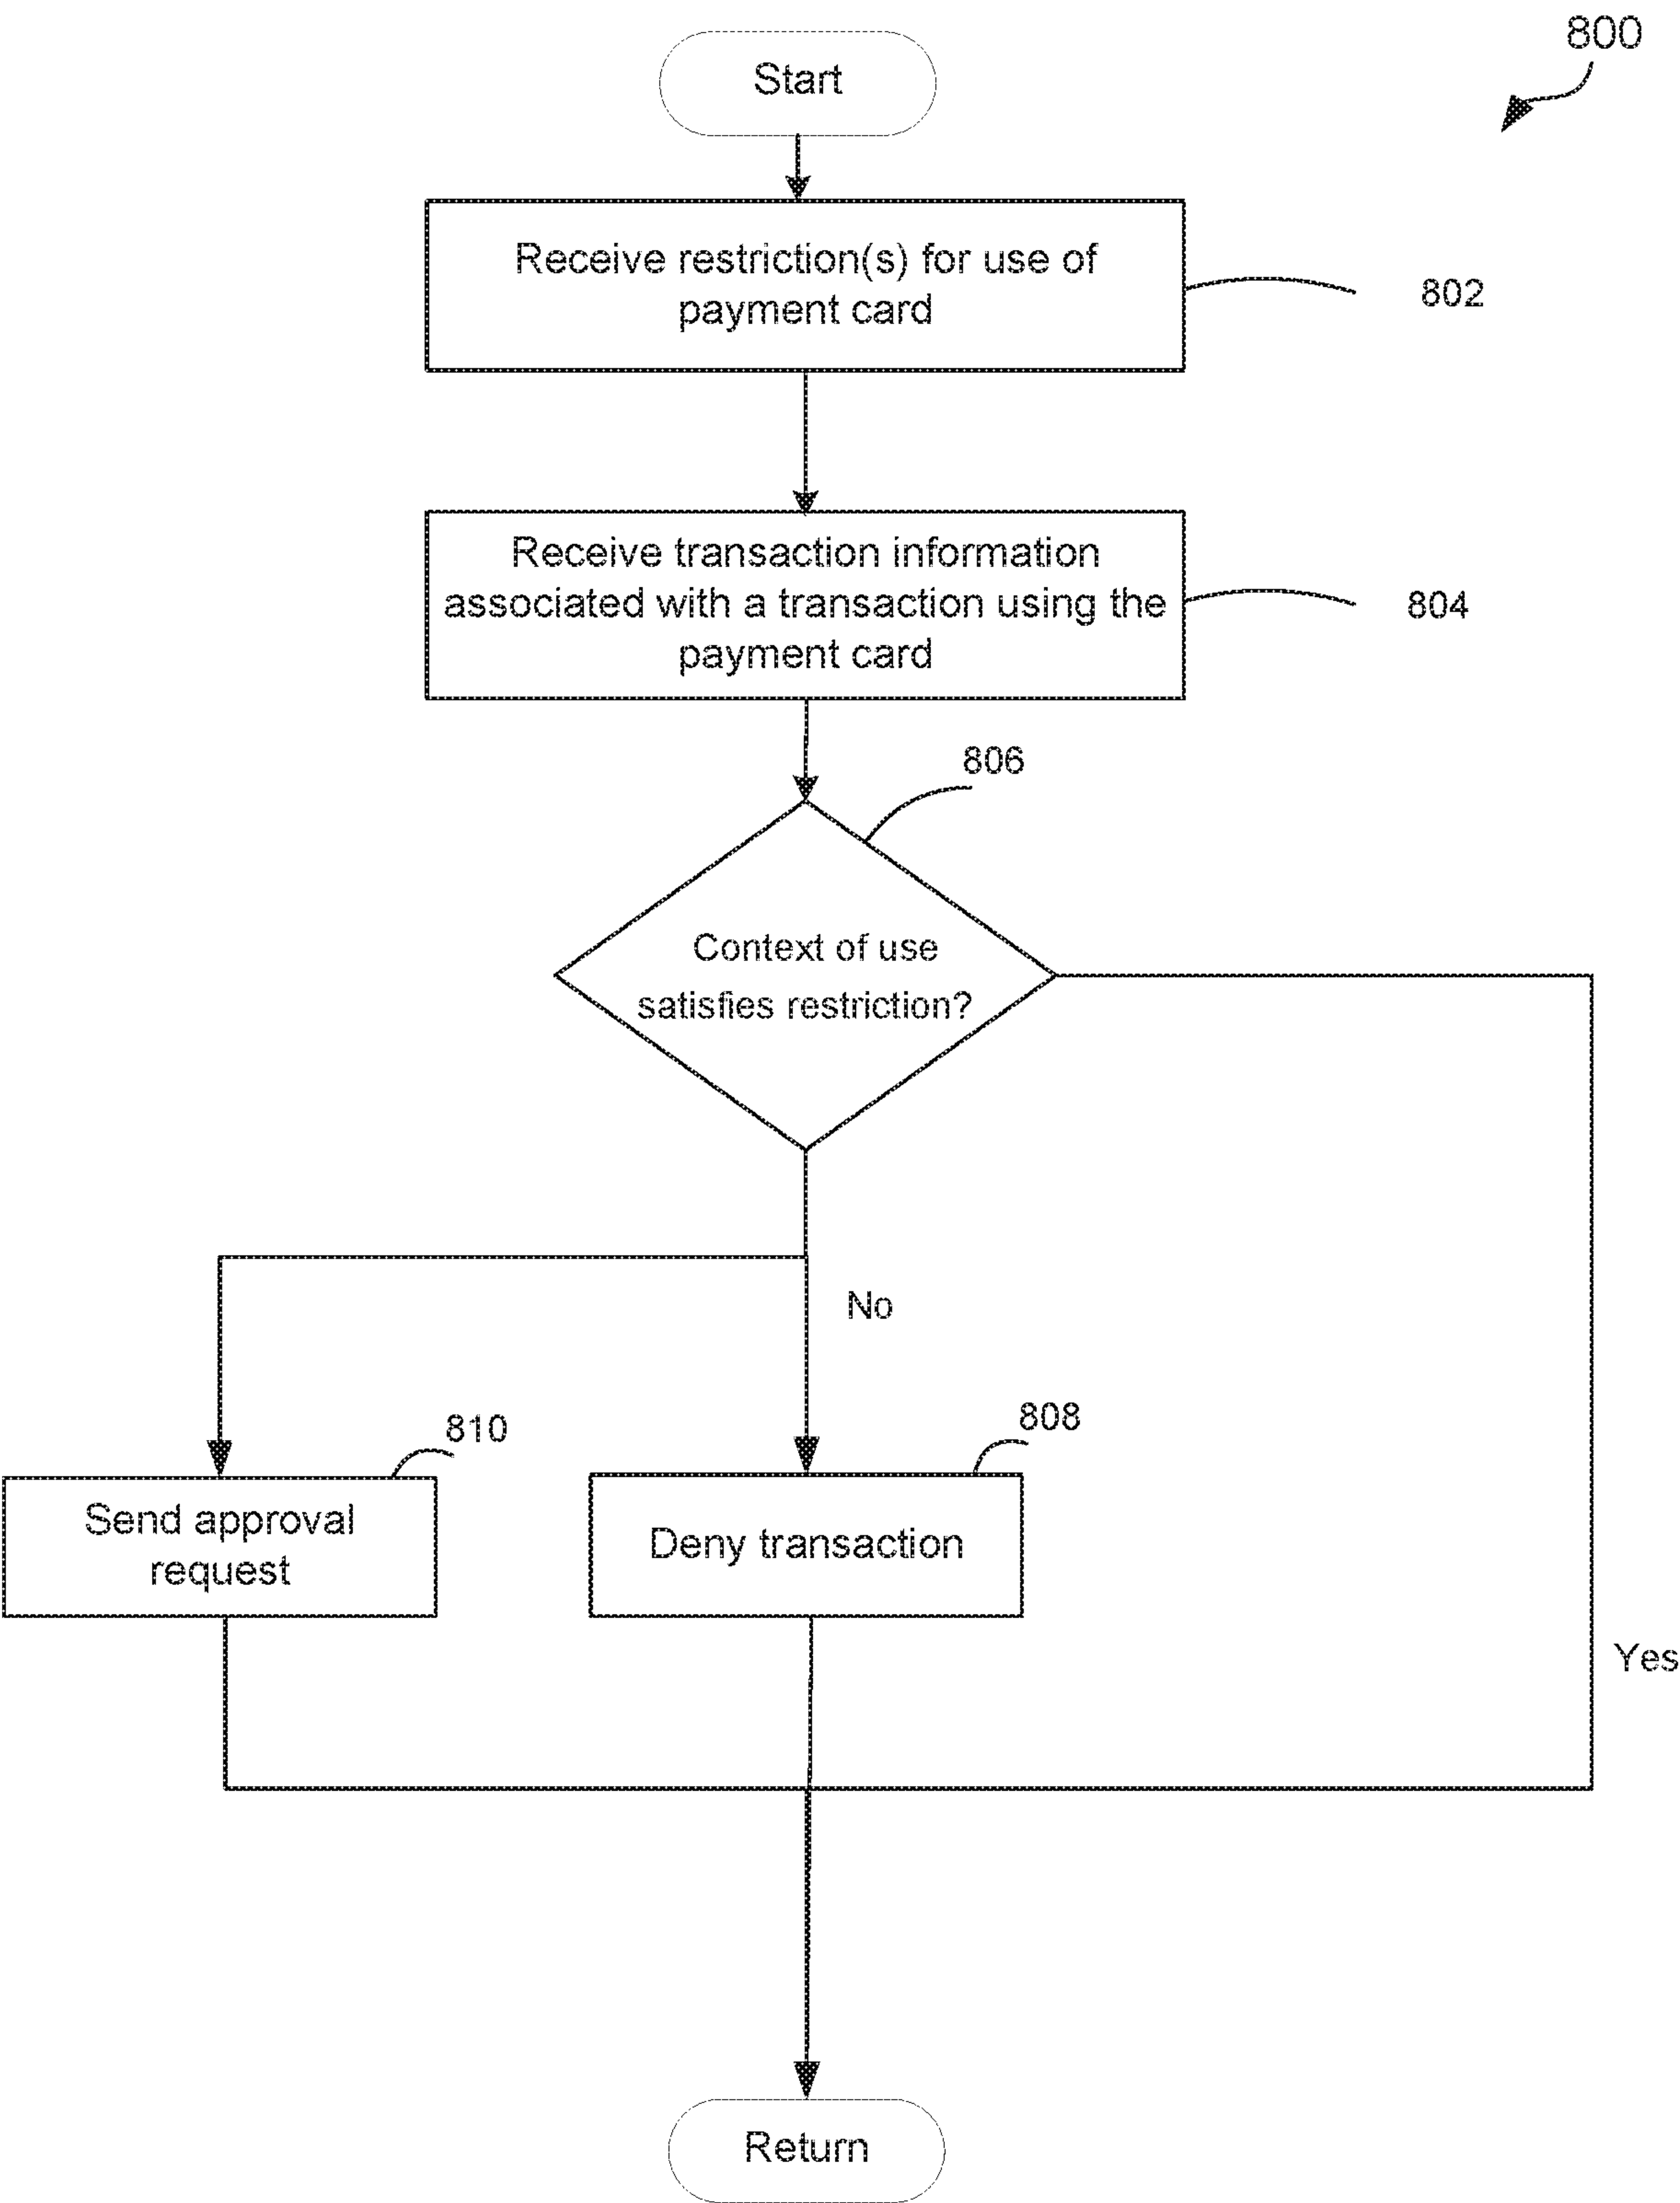 800
Start
Receive restriction(s) for use of
payment card
802
Receive transaction information
associated with a transaction using the
payment card
804
806
Context of use
satisfies restriction?
No
810
808
Send approval
request
Deny transaction
Yes
Return